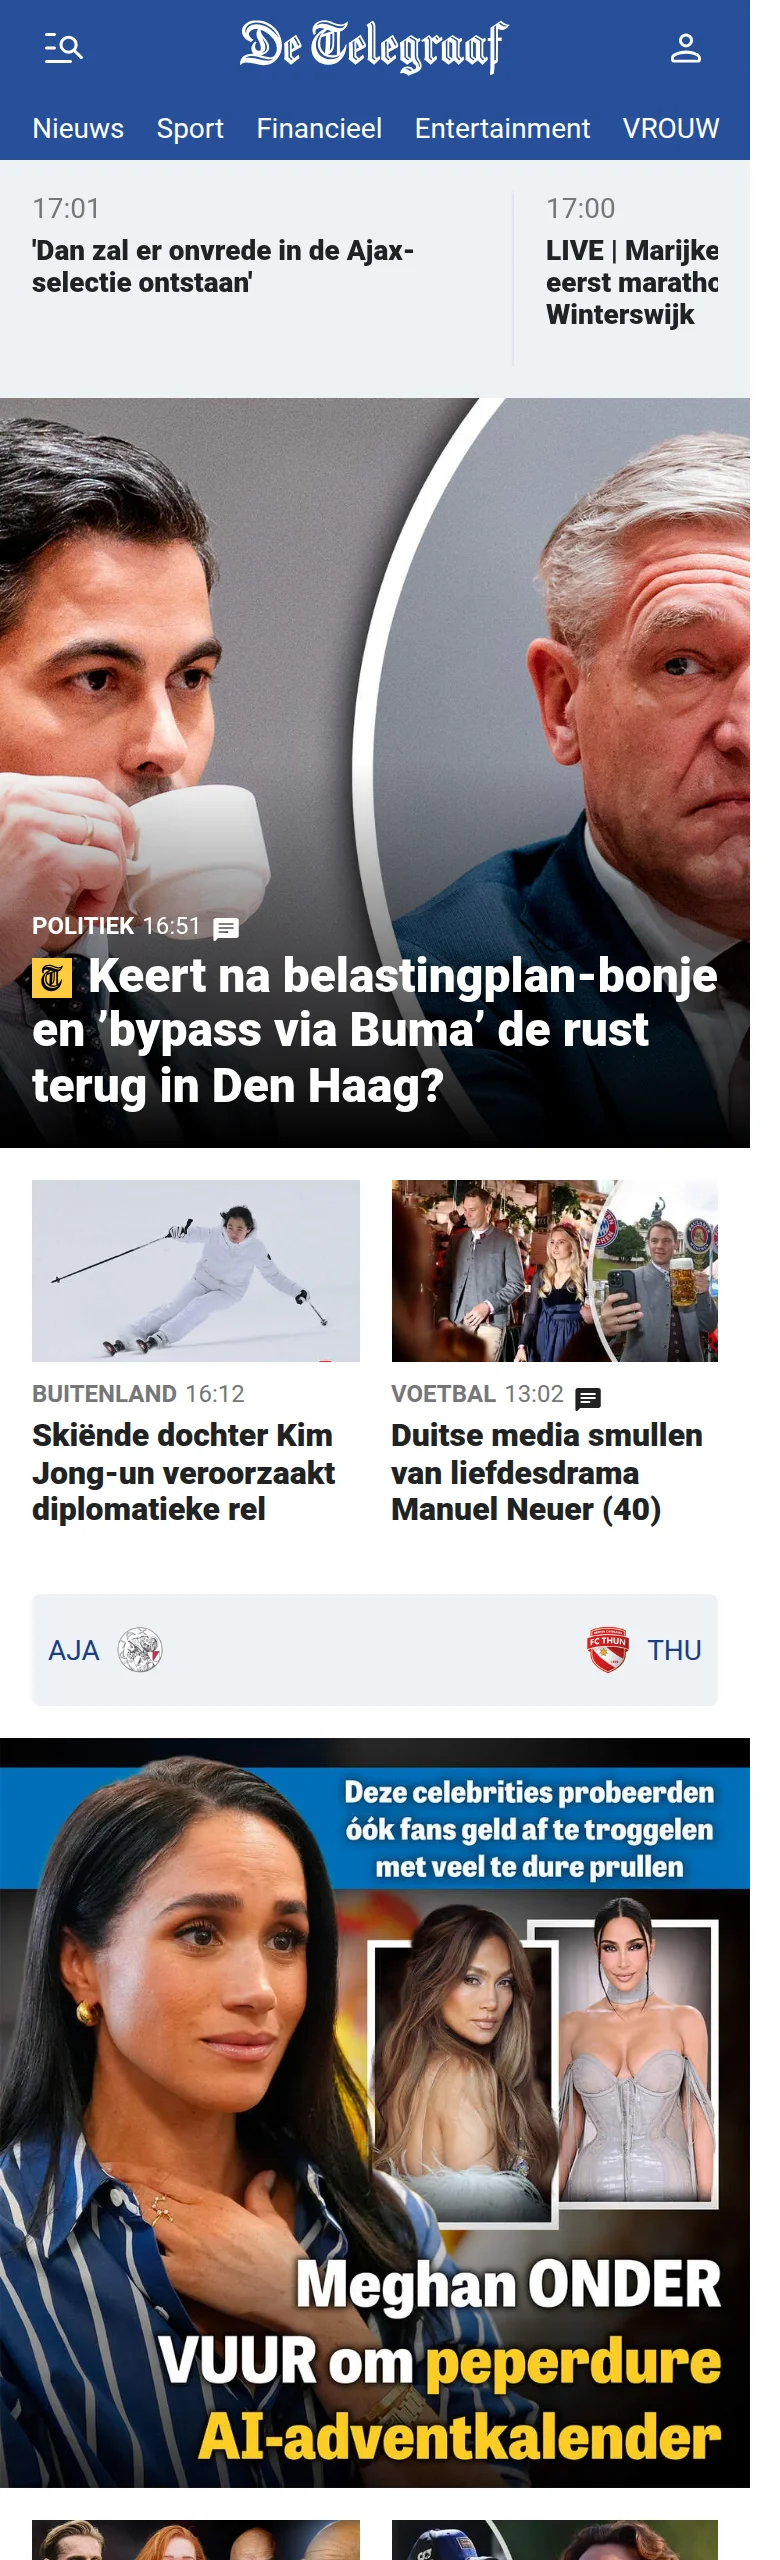 De Telegraaf
Nieuws Sport Financieel Entertainment VROUW
17:01
'Dan zal er onvrede in de Ajax-
selectie ontstaan'
17:00
LIVE | Marijke
eerst maratho
Winterswijk
POLITIEK 16:51
T Keert na belastingplan-bonje
en ’bypass via Buma’ de rust
terug in Den Haag?
BUITENLAND 16:12
Skiënde dochter Kim
Jong-un veroorzaakt
diplomatieke rel
VOETBAL 13:02
Duitse media smullen
van liefdesdrama
Manuel Neuer (40)
AJA
FC THUN
THU
Deze celebrities probeerden
óók fans geld af te troggelen
met veel te dure prullen
Meghan ONDER
VUUR om peperdure
AI-adventkalender